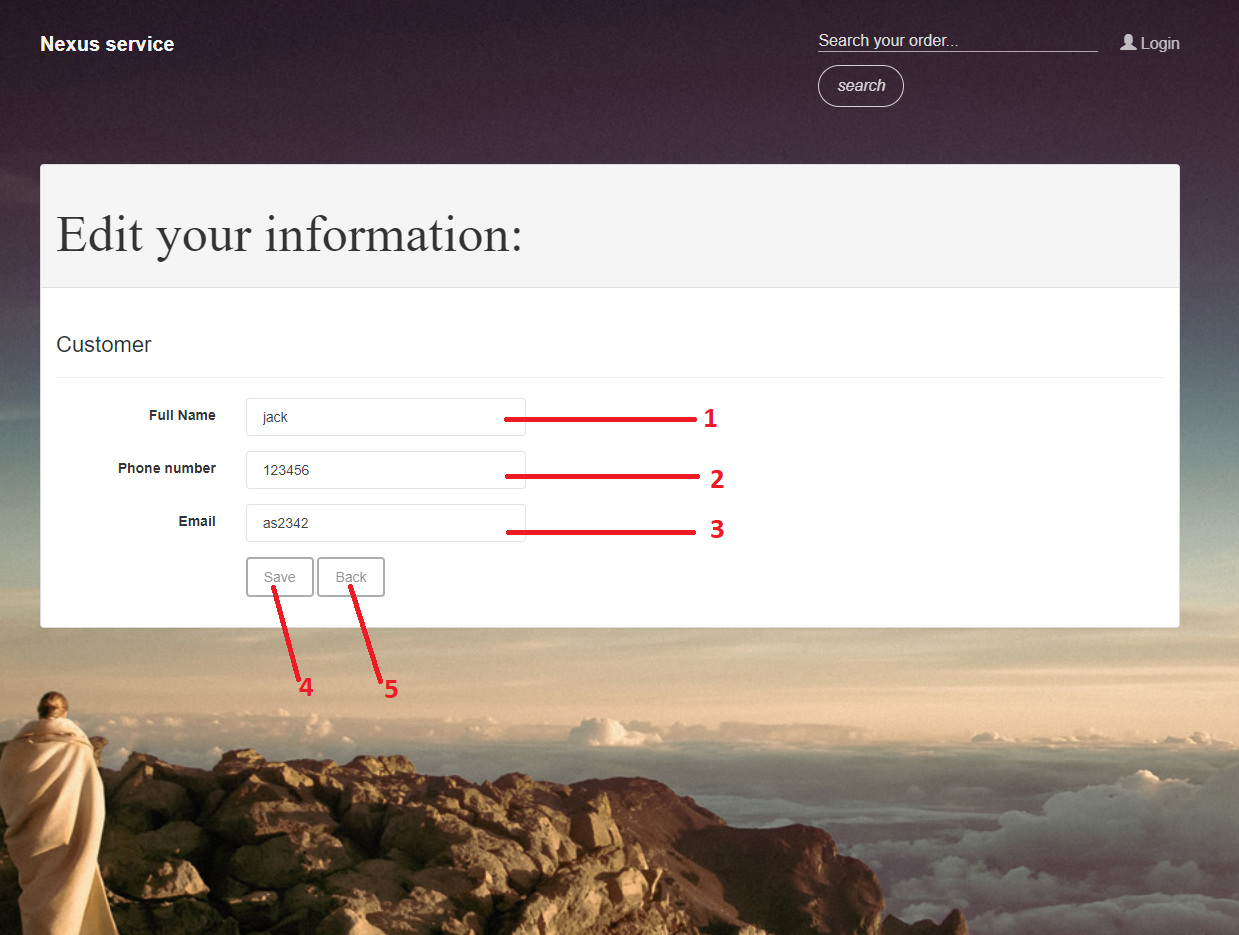 Nexus service
Search your order...
Login
search
Edit your information:
Customer
Full Name jack 1
Phone number 123456 2
Email as2342 3
Save Back
4 5